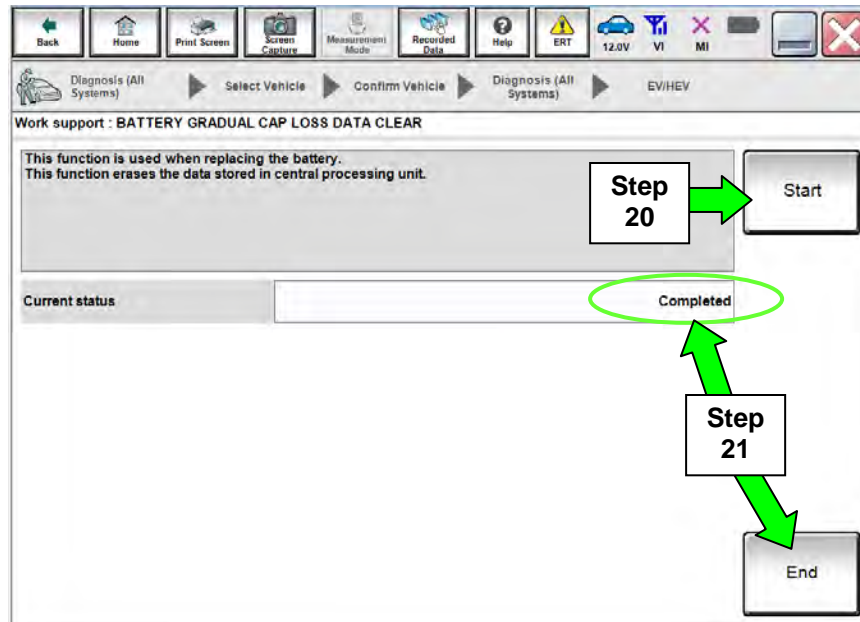 Back
Home
Print Screen
Screen
Capture
Measurement
Mode
Recorded
Data
Help
ERT
12.0V
VI
MI
Diagnosis (All
Systems)
Select Vehicle
Confirm Vehicle
Diagnosis (All
Systems)
EV/HEV
Work support : BATTERY GRADUAL CAP LOSS DATA CLEAR
This function is used when replacing the battery.
This function erases the data stored in central processing unit.
Step
20
Start
Current status
Completed
Step
21
End